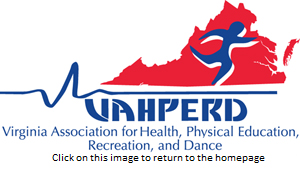 VAHPERD
Virginia Association for Health, Physical Education,
Recreation, and Dance
Click on this image to return to the homepage